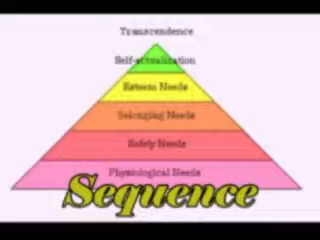 Transcendence
Self-actualization
Esteem Needs
Belonging Needs
Safety Needs
Physiological Needs
Sequence